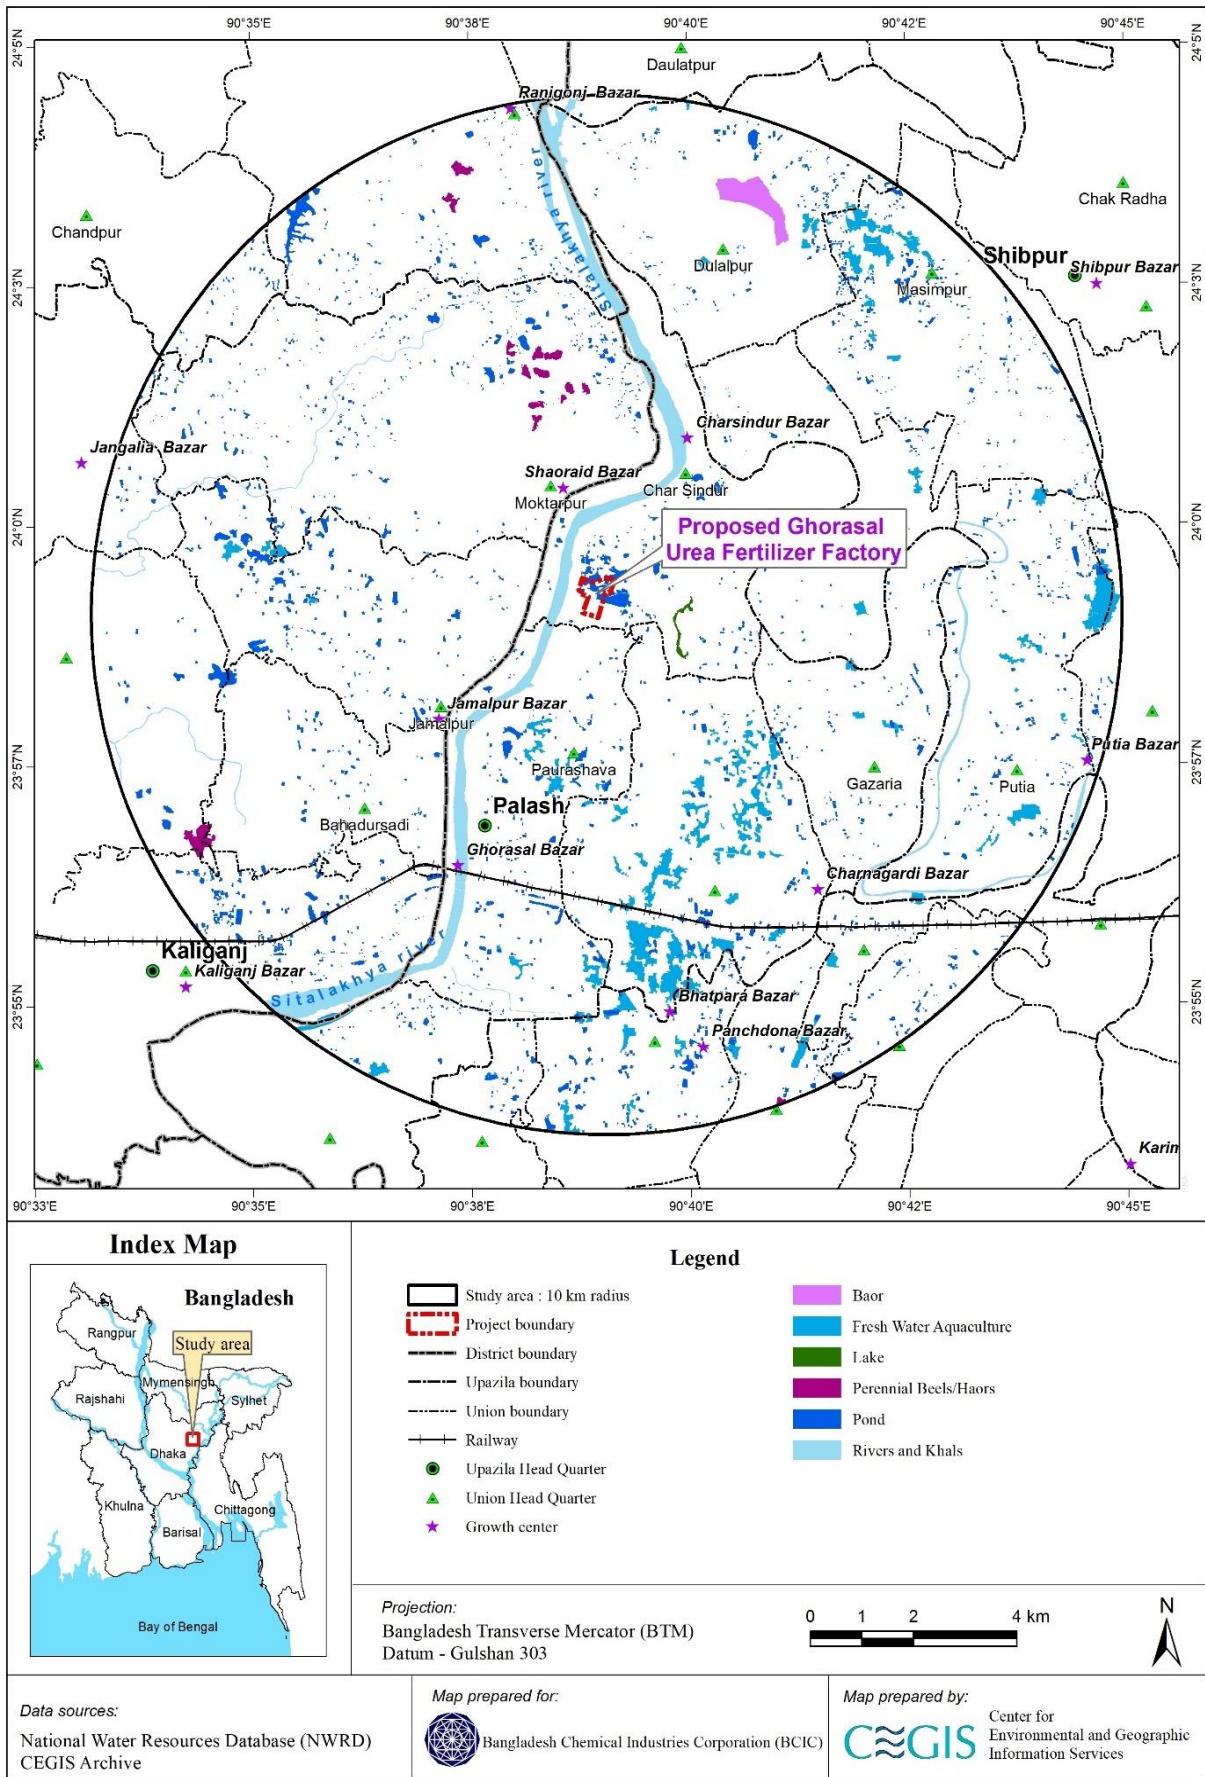 90°35'E
90°38'E
90°40'E
90°42'E
90°45'E
24°5'N
24°5'N
Daulatpur
Ranigonj Bazar
Sitalakhya river
Chak Radha
Chandpur
Shibpur
Dulalpur
Shibpur Bazar
Masimpur
24°3'N
24°3'N
Charsindur Bazar
Jangalia Bazar
Shaoraid Bazar
Moktarpur
Char Sindur
24°0'N
24°0'N
Proposed Ghorasal
Urea Fertilizer Factory
Jamalpur Bazar
Jamalpur
Putia Bazar
Paurashava
Gazaria
Putia
23°57'N
23°57'N
Palash
Bahadursadi
Ghorasal Bazar
Charnagardi Bazar
Kaliganj
Kaliganj Bazar
Sitalakhya river
Bhatpara Bazar
23°55'N
23°55'N
Panchdona Bazar
Karim
90°33'E
90°35'E
90°38'E
90°40'E
90°42'E
90°45'E
Index Map
Bangladesh
Rangpur
Study area
Mymensingh
Rajshahi
Sylhet
Dhaka
Khulna
Chittagong
Barisal
Bay of Bengal
Legend
Study area : 10 km radius
Project boundary
District boundary
Upazila boundary
Union boundary
Railway
Upazila Head Quarter
Union Head Quarter
Growth center
Baor
Fresh Water Aquaculture
Lake
Perennial Beels/Haors
Pond
Rivers and Khals
Projection:
Bangladesh Transverse Mercator (BTM)
Datum - Gulshan 303
0 1 2 4 km
N
Data sources:
National Water Resources Database (NWRD)
CEGIS Archive
Map prepared for:
Bangladesh Chemical Industries Corporation (BCIC)
Map prepared by:
CEGIS
Center for
Environmental and Geographic
Information Services